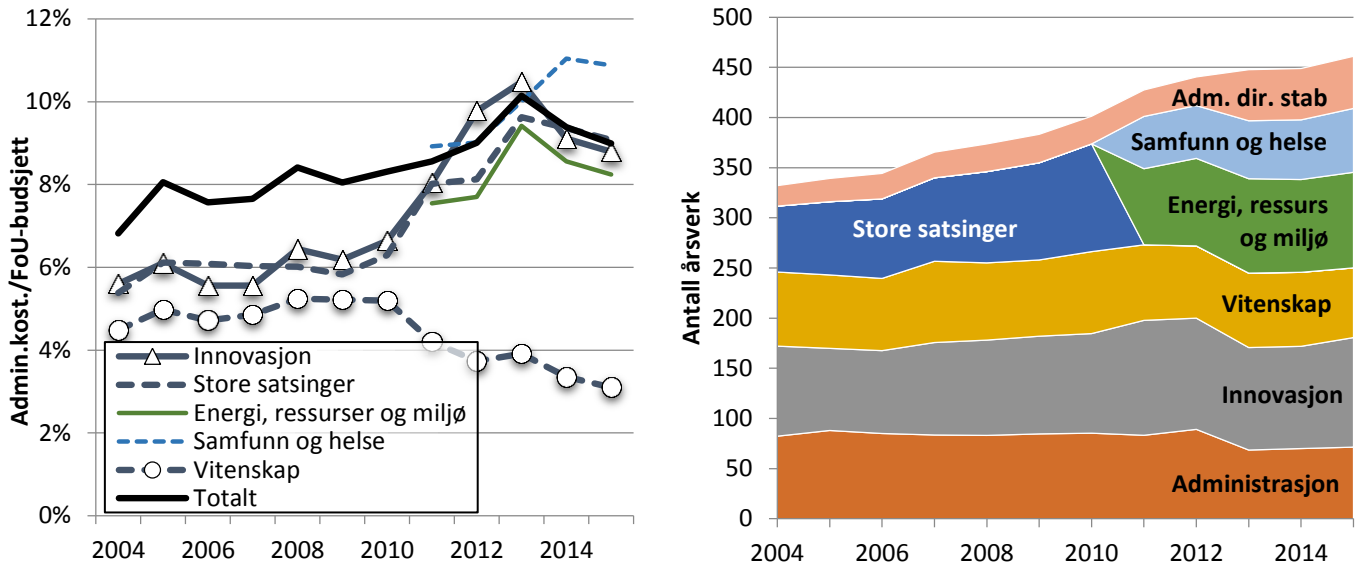 Admin.kost./FoU-budsjett
12%
10%
8%
6%
4%
2%
0%
Innovasjon
Store satsinger
Energi, ressurser og miljø
Samfunn og helse
Vitenskap
Totalt
2004 2006 2008 2010 2012 2014
Antall årsverk
500
450
400
350
300
250
200
150
100
50
0
Adm. dir. stab
Samfunn og helse
Energi, ressurs
og miljø
Store satsinger
Vitenskap
Innovasjon
Administrasjon
2004 2006 2008 2010 2012 2014